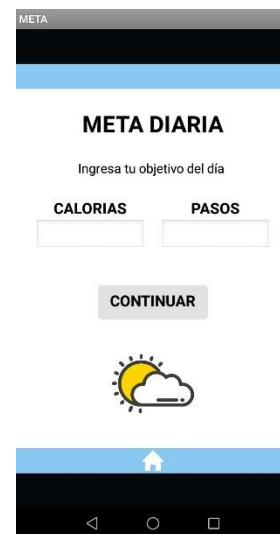 META
META DIARIA
Ingresa tu objetivo del día
CALORIAS PASOS
CONTINUAR